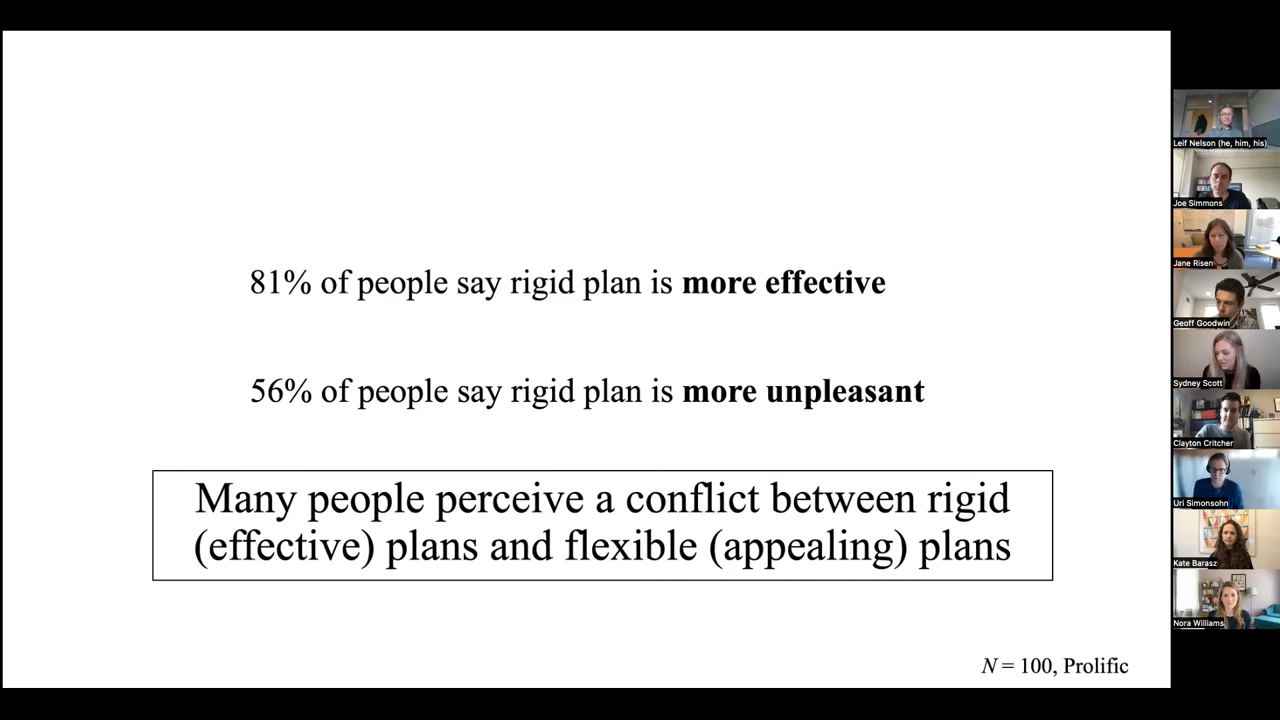 81% of people say rigid plan is more effective
56% of people say rigid plan is more unpleasant
Many people perceive a conflict between rigid
(effective) plans and flexible (appealing) plans
N = 100, Prolific
Leif Nelson (he, him, his)
Joe Simmons
Jane Risen
Geoff Goodwin
Sydney Scott
Clayton Critcher
Uri Simonsohn
Kate Barasz
Nora Williams